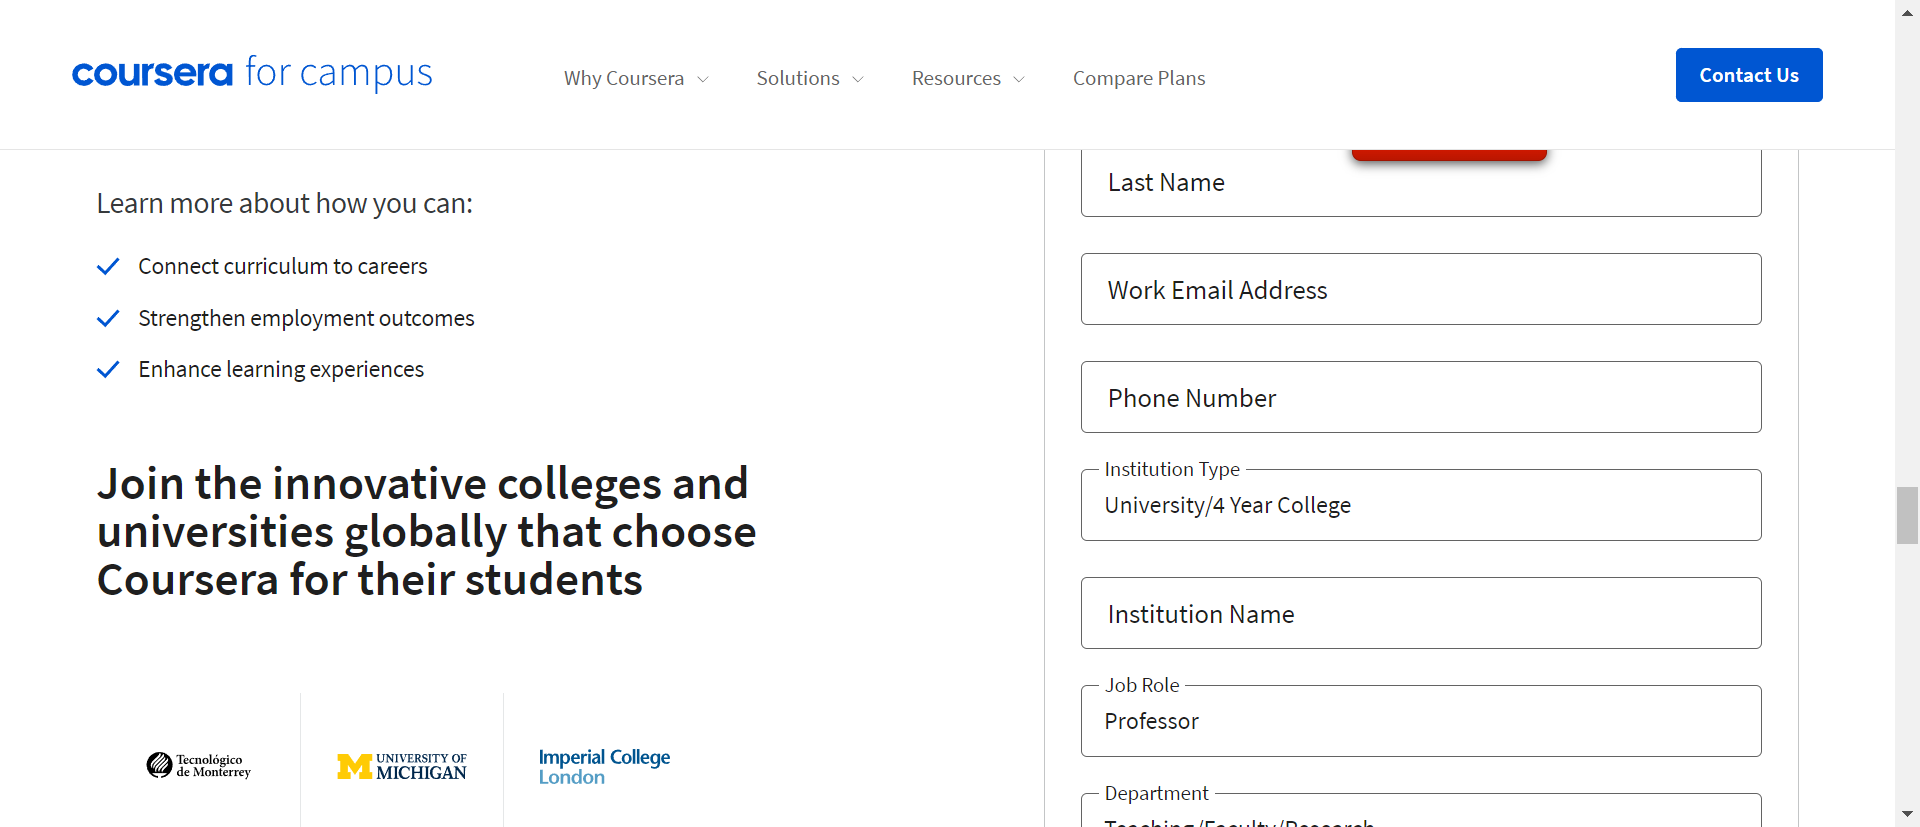 coursera for campus
Why Coursera
Solutions
Resources
Compare Plans
Contact Us
Learn more about how you can:
Connect curriculum to careers
Strengthen employment outcomes
Enhance learning experiences
Join the innovative colleges and
universities globally that choose
Coursera for their students
Tecnológico
de Monterrey
M UNIVERSITY OF
MICHIGAN
Imperial College
London
Last Name
Work Email Address
Phone Number
Institution Type
University/4 Year College
Institution Name
Job Role
Professor
Department
Teaching/Faculty/Research